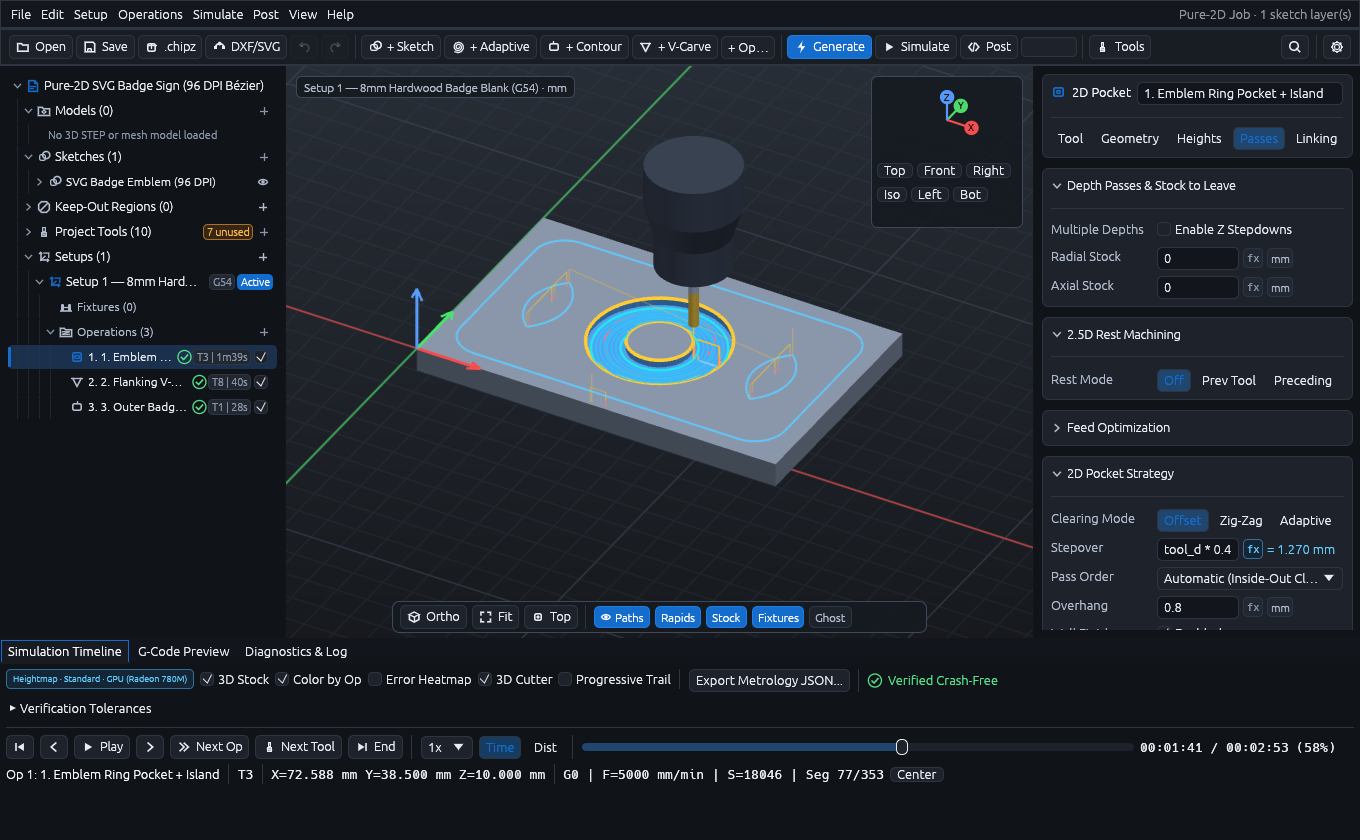 File Edit Setup Operations Simulate Post View Help Pure-2D Job · 1 sketch layer(s)
Open Save .chipz DXF/SVG + Sketch + Adaptive + Contour + V-Carve + Op... Generate Simulate Post Tools
Pure-2D SVG Badge Sign (96 DPI Bézier)
Models (0)
No 3D STEP or mesh model loaded
Sketches (1)
SVG Badge Emblem (96 DPI)
Keep-Out Regions (0)
Project Tools (10) 7 unused
Setups (1)
Setup 1 — 8mm Hard... G54 Active
Fixtures (0)
Operations (3)
1. 1. Emblem ... T3 | 1m39s
2. 2. Flanking V-... T8 | 40s
3. 3. Outer Badg... T1 | 28s
Setup 1 — 8mm Hardwood Badge Blank (G54) · mm
Z
Y
X
Top Front Right
Iso Left Bot
Ortho Fit Top Paths Rapids Stock Fixtures Ghost
2D Pocket 1. Emblem Ring Pocket + Island
Tool Geometry Heights Passes Linking
Depth Passes & Stock to Leave
Multiple Depths Enable Z Stepdowns
Radial Stock 0 fx mm
Axial Stock 0 fx mm
2.5D Rest Machining
Rest Mode Off Prev Tool Preceding
Feed Optimization
2D Pocket Strategy
Clearing Mode Offset Zig-Zag Adaptive
Stepover tool_d * 0.4 fx = 1.270 mm
Pass Order Automatic (Inside-Out Cl...
Overhang 0.8 fx mm
Simulation Timeline G-Code Preview Diagnostics & Log
Heightmap · Standard · GPU (Radeon 780M) 3D Stock Color by Op Error Heatmap 3D Cutter Progressive Trail Export Metrology JSON... Verified Crash-Free
Verification Tolerances
Play Next Op Next Tool End 1x Time Dist 00:01:41 / 00:02:53 (58%)
Op 1: 1. Emblem Ring Pocket + Island T3 X=72.588 mm Y=38.500 mm Z=10.000 mm G0 | F=5000 mm/min | S=18046 | Seg 77/353 Center